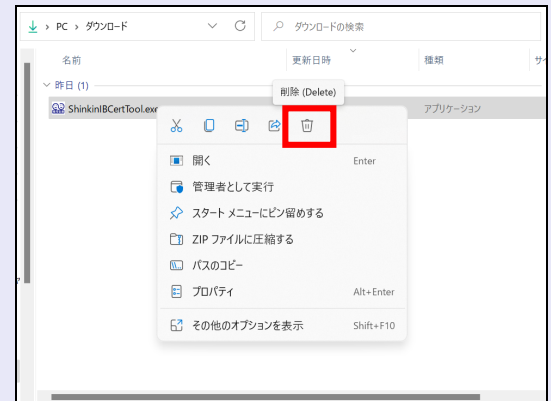 PC › ダウンロード ダウンロードの検索
名前 更新日時 種類
昨日 (1)
削除 (Delete)
ShinkinIBCertTool.exe アプリケーション
開く Enter
管理者として実行
スタート メニューにピン留めする
ZIP ファイルに圧縮する
パスのコピー
プロパティ Alt+Enter
その他のオプションを表示 Shift+F10